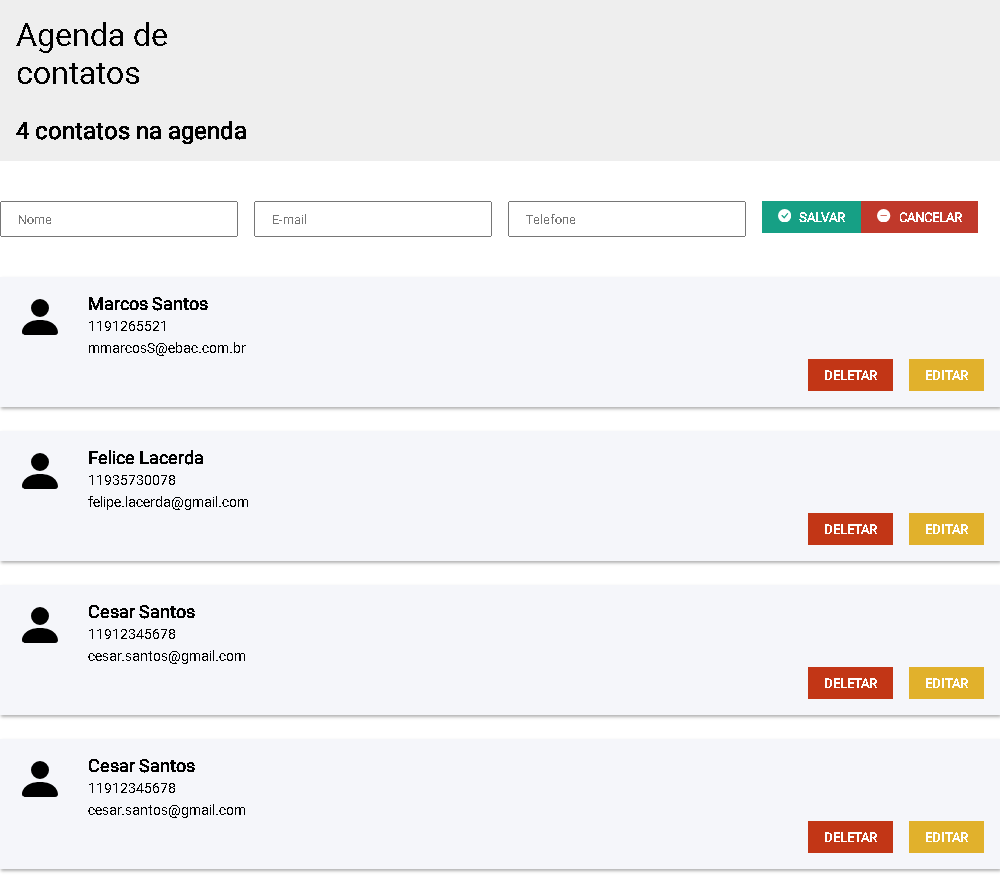 Agenda de
contatos
4 contatos na agenda
Nome E-mail Telefone SALVAR CANCELAR
Marcos Santos
1191265521
mmarcosS@ebac.com.br
DELETAR EDITAR
Felice Lacerda
11935730078
felipe.lacerda@gmail.com
DELETAR EDITAR
Cesar Santos
11912345678
cesar.santos@gmail.com
DELETAR EDITAR
Cesar Santos
11912345678
cesar.santos@gmail.com
DELETAR EDITAR